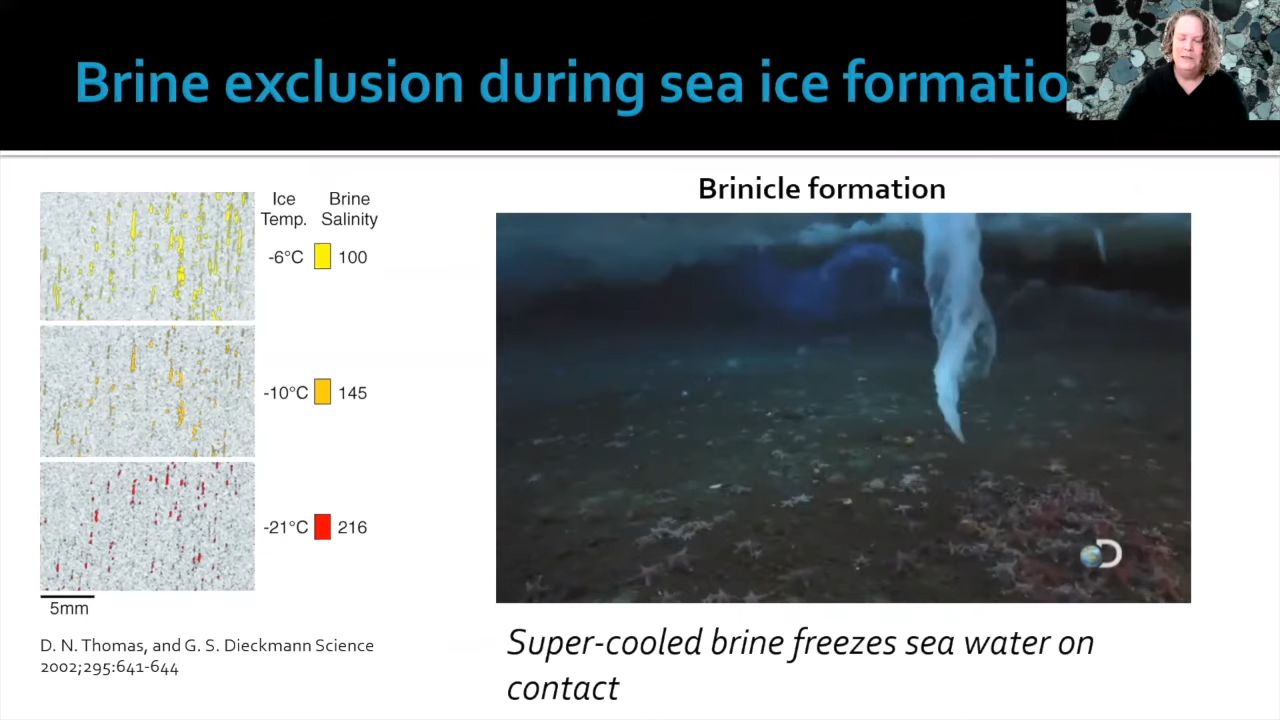 Brine exclusion during sea ice formatio
Ice Brine
Temp. Salinity
-6°C 100
-10°C 145
-21°C 216
5mm
D. N. Thomas, and G. S. Dieckmann Science
2002;295:641-644
Brinicle formation
D
Super-cooled brine freezes sea water on
contact